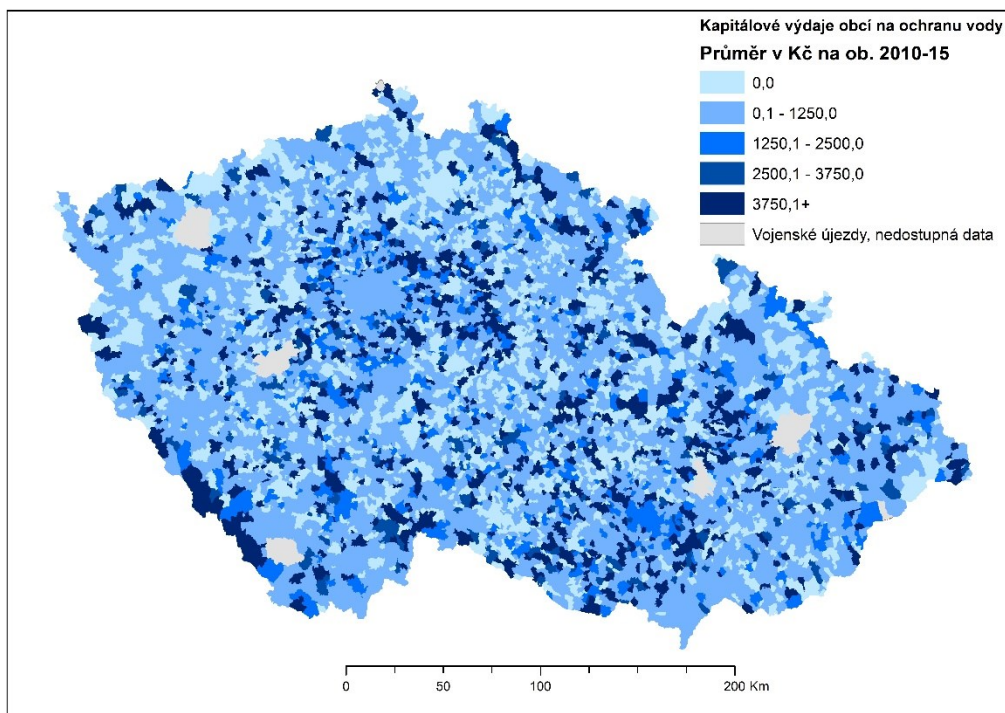 Kapitálové výdaje obcí na ochranu vody
Průměr v Kč na ob. 2010-15
0,0
0,1 - 1250,0
1250,1 - 2500,0
2500,1 - 3750,0
3750,1+
Vojenské újezdy, nedostupná data
0 50 100 200 Km